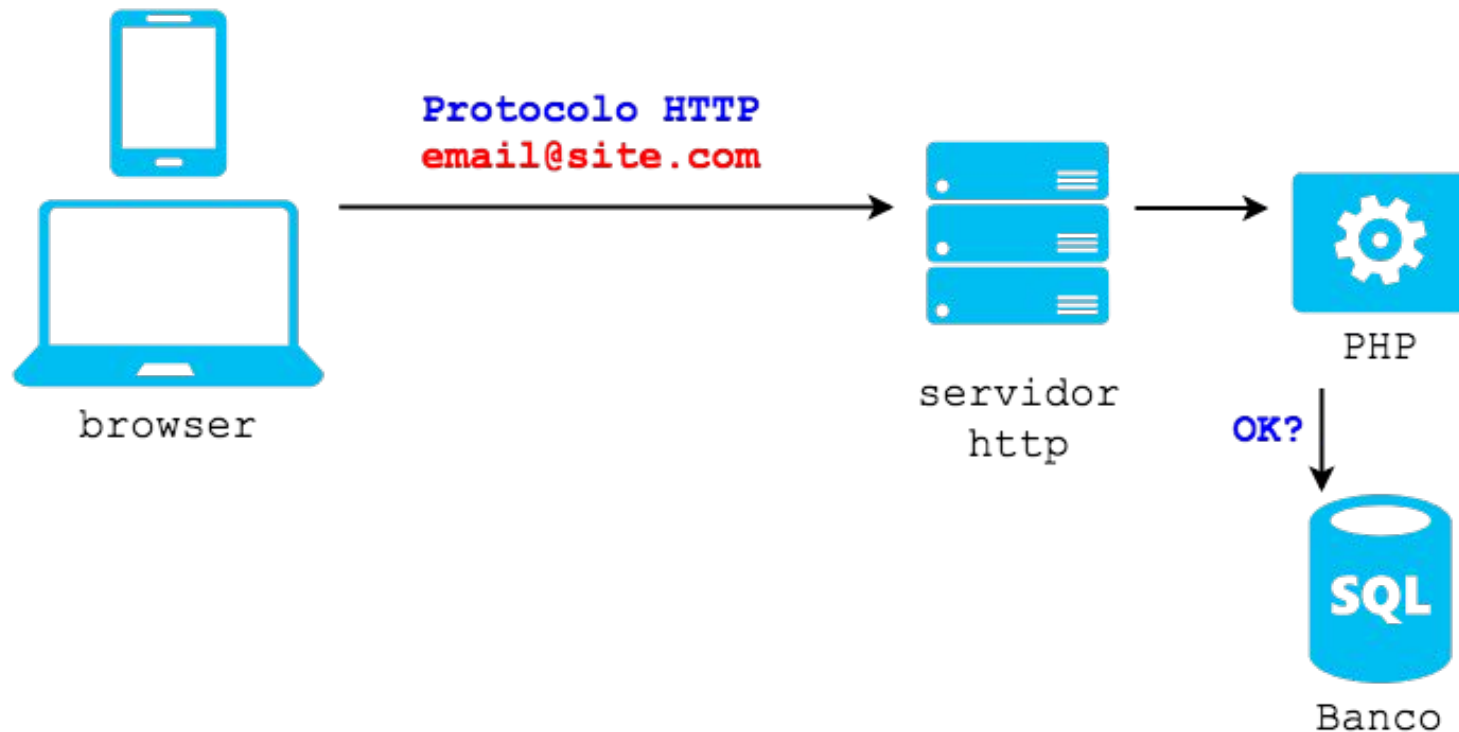 Protocolo HTTP
email@site.com
browser
servidor
http
PHP
OK?
SQL
Banco